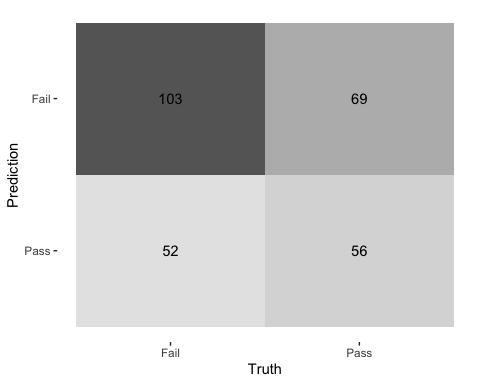 Prediction
Fail
103
69
Pass
52
56
Fail
Pass
Truth